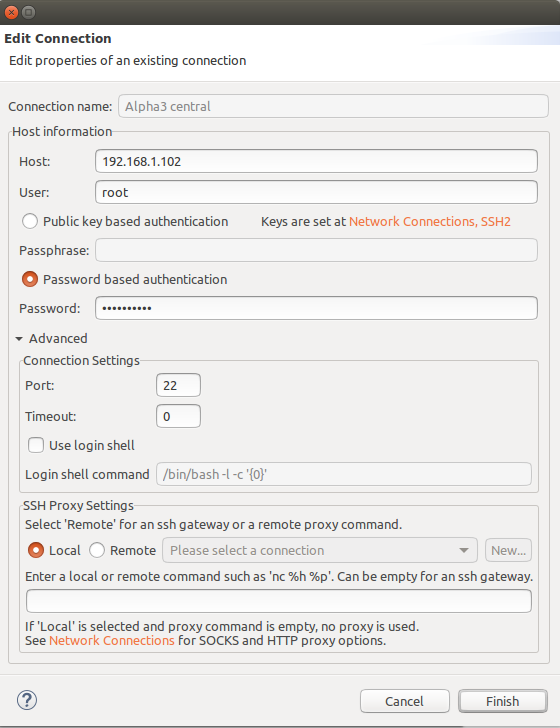 Edit Connection
Edit properties of an existing connection
Connection name: Alpha3 central
Host information
Host: 192.168.1.102
User: root
Public key based authentication Keys are set at Network Connections, SSH2
Passphrase:
Password based authentication
Password: ••••••••••
Advanced
Connection Settings
Port: 22
Timeout: 0
Use login shell
Login shell command /bin/bash -l -c '{0}'
SSH Proxy Settings
Select 'Remote' for an ssh gateway or a remote proxy command.
Local Remote Please select a connection New...
Enter a local or remote command such as 'nc %h %p'. Can be empty for an ssh gateway.
If 'Local' is selected and proxy command is empty, no proxy is used.
See Network Connections for SOCKS and HTTP proxy options.
? Cancel Finish